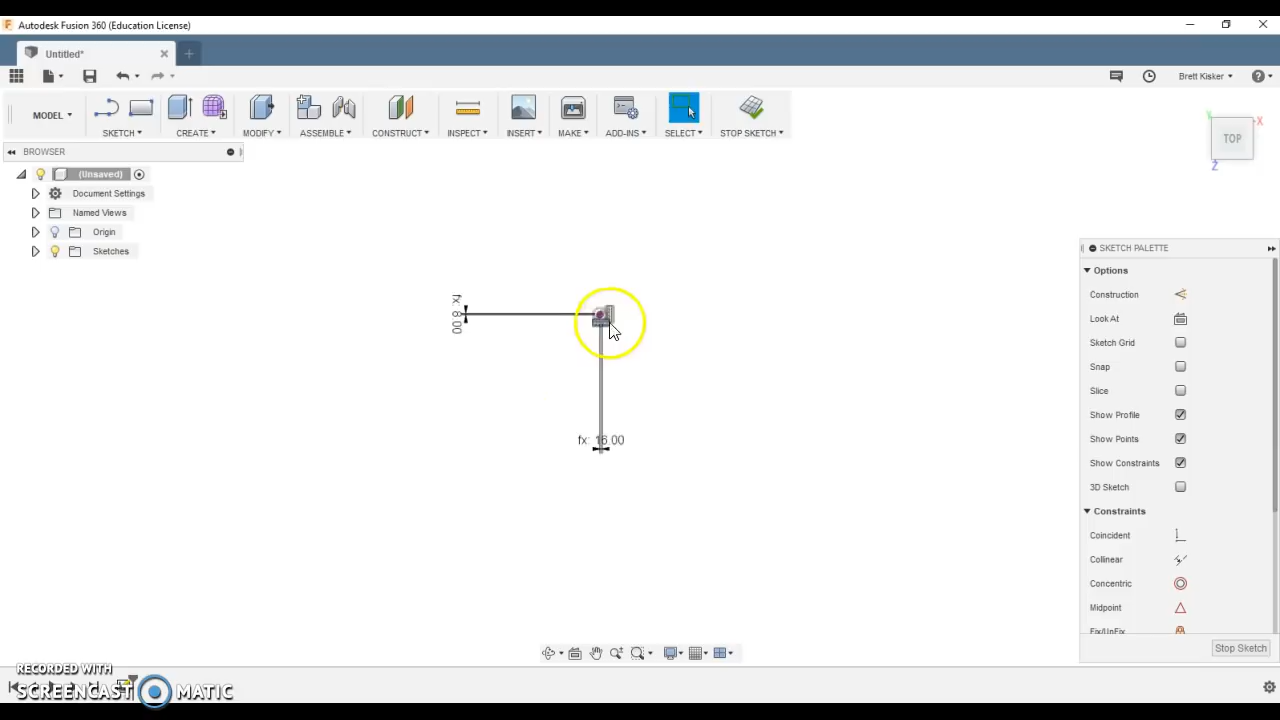 Autodesk Fusion 360 (Education License)
Untitled*
Brett Kisker
MODEL
SKETCH
CREATE
MODIFY
ASSEMBLE
CONSTRUCT
INSPECT
INSERT
MAKE
ADD-INS
SELECT
STOP SKETCH
BROWSER
(Unsaved)
Document Settings
Named Views
Origin
Sketches
TOP
X
Y
Z
fx: 8.00
fx: 16.00
SKETCH PALETTE
Options
Construction
Look At
Sketch Grid
Snap
Slice
Show Profile
Show Points
Show Constraints
3D Sketch
Constraints
Coincident
Collinear
Concentric
Midpoint
Fix/UnFix
Stop Sketch
RECORDED WITH
SCREENCAST MATIC